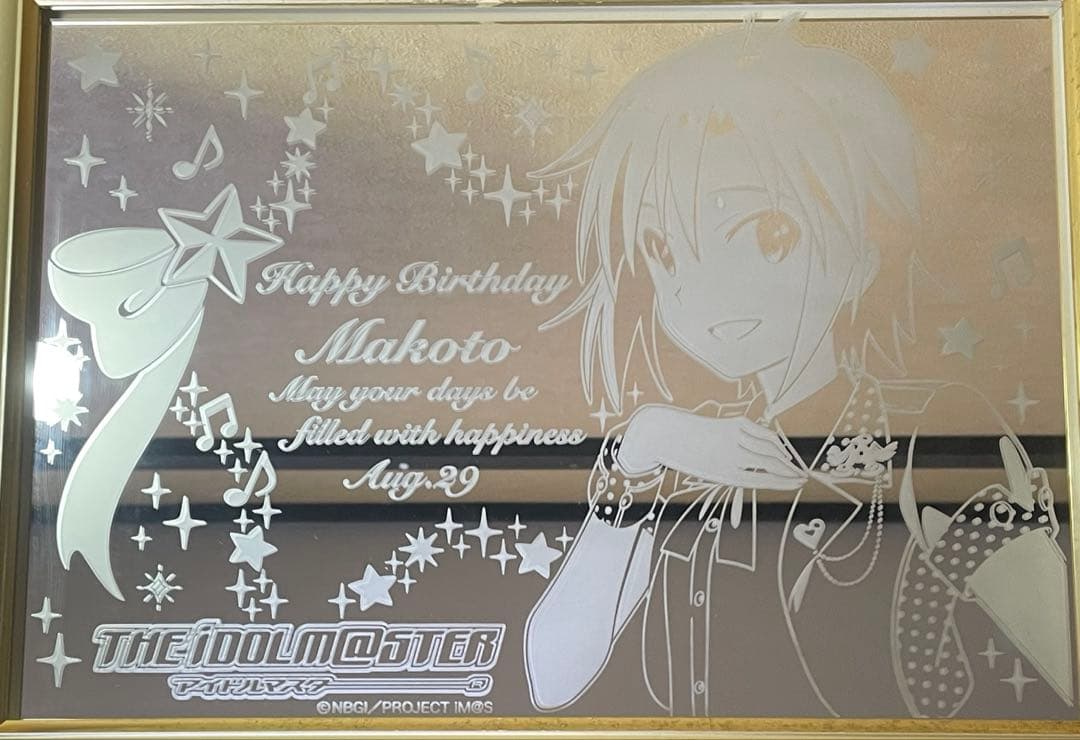 Happy Birthday
Makoto
May your days be
filled with happiness
Aug.29
THE iDOLM@STER
アイドルマスター®
©NBGI/PROJECT iM@S